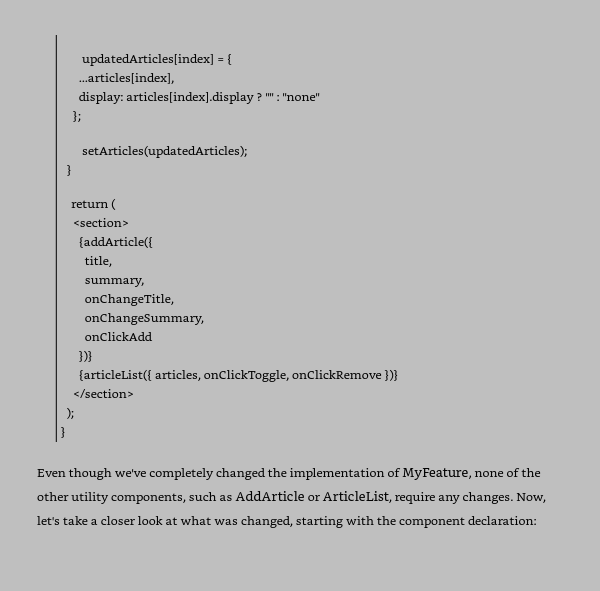 updatedArticles[index] = {
...articles[index],
display: articles[index].display ? "" : "none"
};
setArticles(updatedArticles);
}
return (
<section>
{addArticle({
title,
summary,
onChangeTitle,
onChangeSummary,
onClickAdd
})}
{articleList({ articles, onClickToggle, onClickRemove })}
</section>
);
}
Even though we've completely changed the implementation of MyFeature, none of the
other utility components, such as AddArticle or ArticleList, require any changes. Now,
let's take a closer look at what was changed, starting with the component declaration: